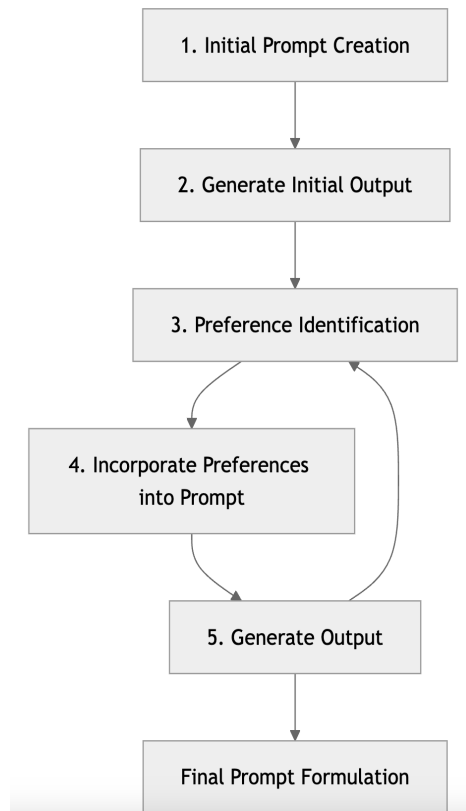 1. Initial Prompt Creation
2. Generate Initial Output
3. Preference Identification
4. Incorporate Preferences
into Prompt
5. Generate Output
Final Prompt Formulation